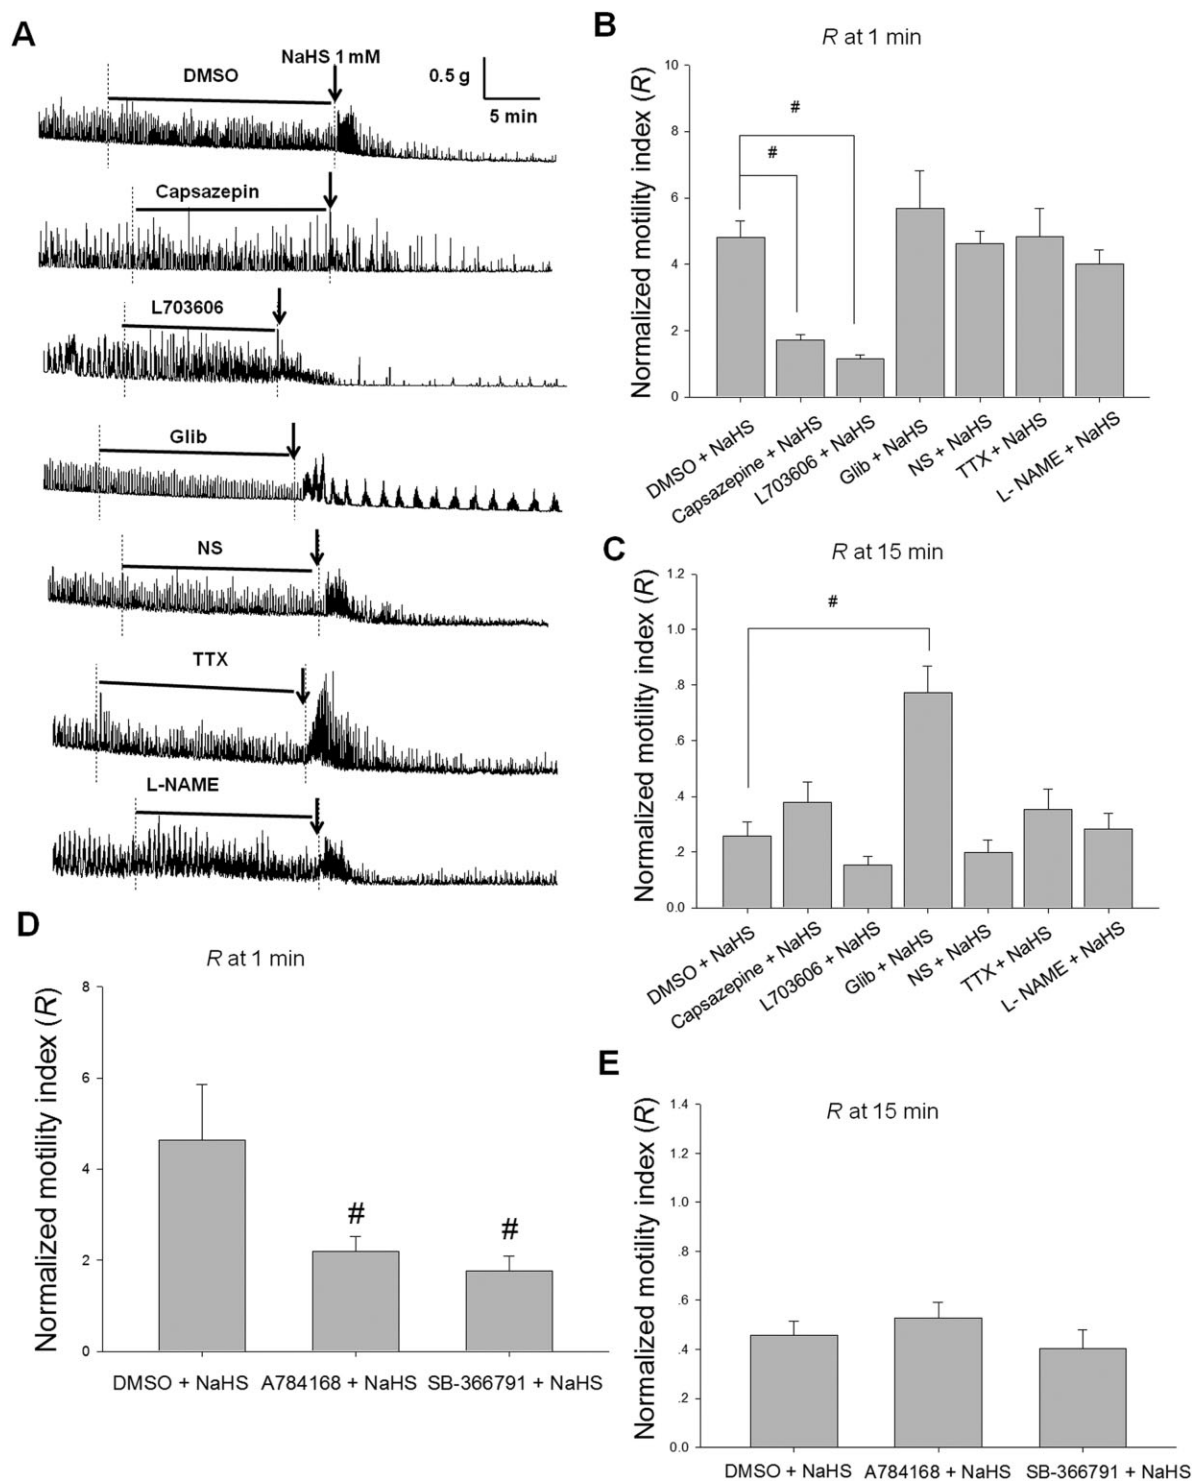 A
NaHS 1 mM
DMSO
0.5 g
5 min
Capsazepin
L703606
Glib
NS
TTX
L-NAME
B
R at 1 min
Normalized motility index (R)
10
8
6
4
2
0
#
#
DMSO + NaHS
Capsazepine + NaHS
L703606 + NaHS
Glib + NaHS
NS + NaHS
TTX + NaHS
L- NAME + NaHS
C
R at 15 min
Normalized motility index (R)
1.2
1.0
.8
.6
.4
.2
0.0
#
DMSO + NaHS
Capsazepine + NaHS
L703606 + NaHS
Glib + NaHS
NS + NaHS
TTX + NaHS
L- NAME + NaHS
D
R at 1 min
Normalized motility index (R)
8
6
4
2
0
#
#
DMSO + NaHS
A784168 + NaHS
SB-366791 + NaHS
E
R at 15 min
Normalized motility index (R)
1.4
1.2
1.0
.8
.6
.4
.2
0.0
DMSO + NaHS
A784168 + NaHS
SB-366791 + NaHS